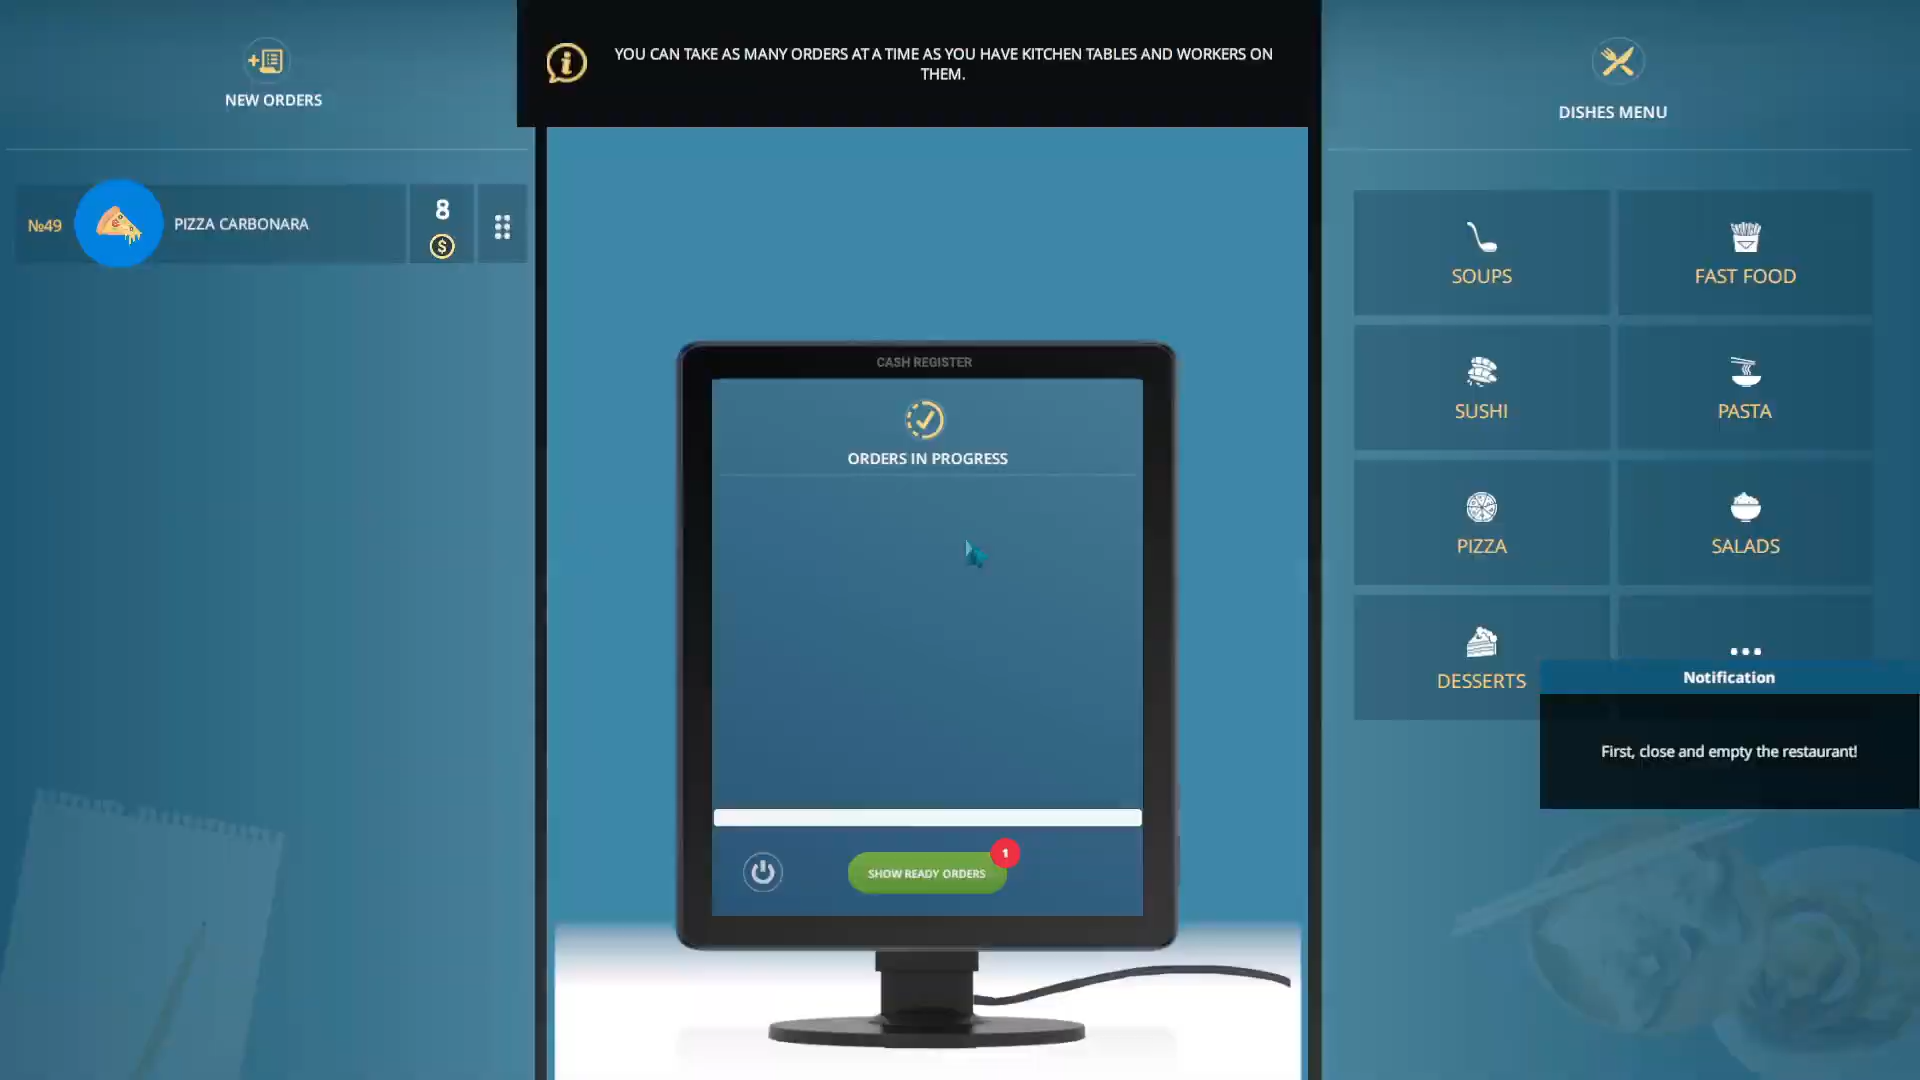 NEW ORDERS
№49
PIZZA CARBONARA
8
$
YOU CAN TAKE AS MANY ORDERS AT A TIME AS YOU HAVE KITCHEN TABLES AND WORKERS ON
THEM.
CASH REGISTER
ORDERS IN PROGRESS
SHOW READY ORDERS
1
DISHES MENU
SOUPS
FAST FOOD
SUSHI
PASTA
PIZZA
SALADS
DESSERTS
Notification
First, close and empty the restaurant!